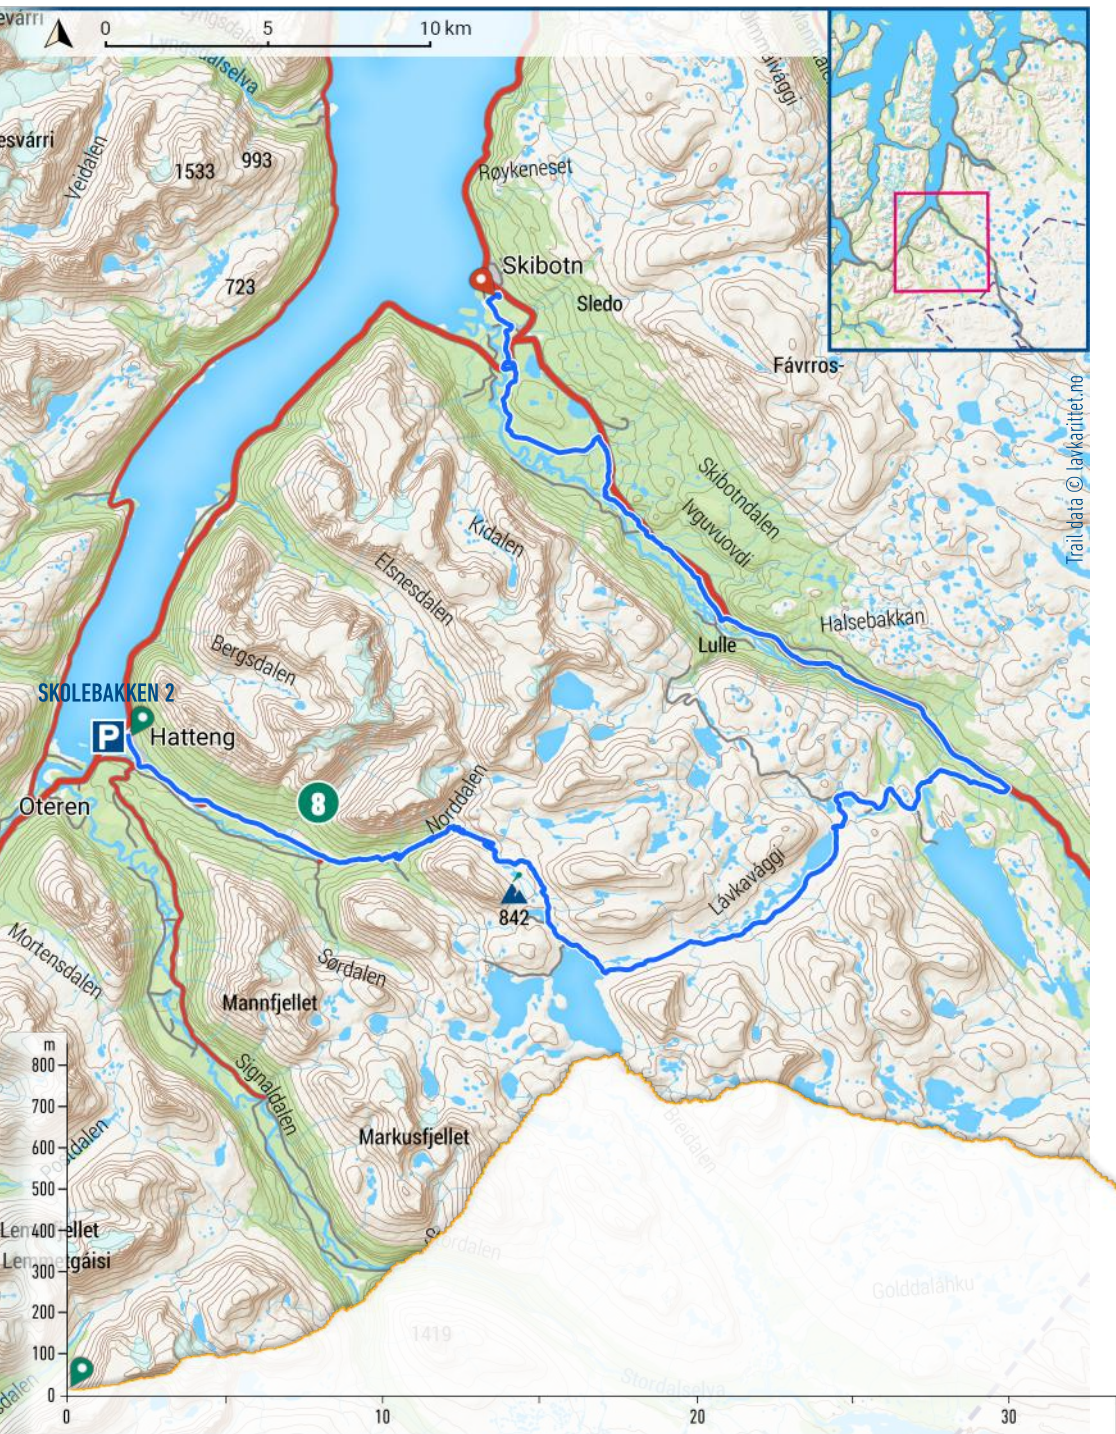 0 5 10 km
Lyngsdalen
Lyngsdalselva
esvárri
Veidalen
1533
993
723
Røykeneset
Skibotn
Sledo
Fávrros-
Skibotndalen
Ivguvuovdi
Kidalen
Elsnesdalen
Halsebakkan
Lulle
Bergsdalen
SKOLEBAKKEN 2
P
Hatteng
Oteren
8
Norddalen
842
Lávkavággi
Mortensdalen
Sørdalen
Mannfjellet
Signaldalen
Markusfjellet
Golddaláhku
1419
Stordalselva
Trail data © lavkarittet.no
m
800
700
600
500
400
300
200
100
0
0 10 20 30